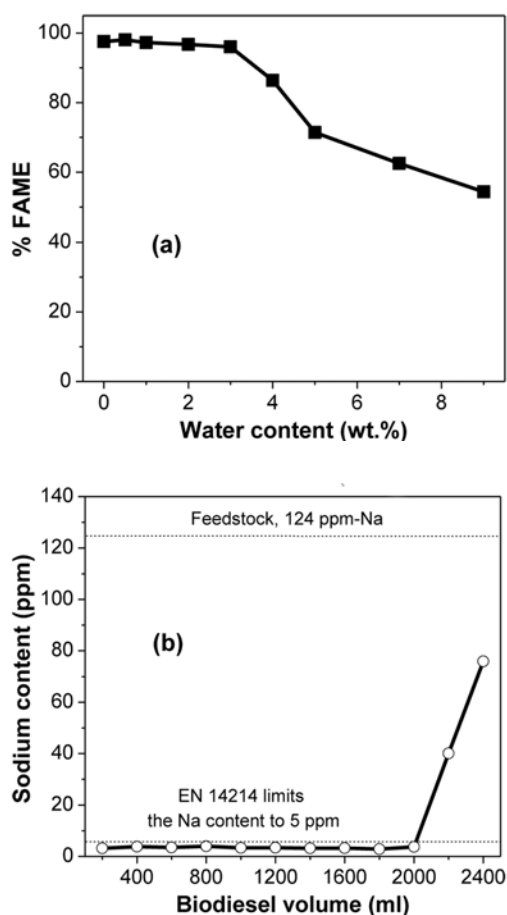 100
80
60
40
20
0
% FAME
(a)
0 2 4 6 8
Water content (wt.%)
140
120
100
80
60
40
20
0
Sodium content (ppm)
Feedstock, 124 ppm-Na
(b)
EN 14214 limits
the Na content to 5 ppm
400 800 1200 1600 2000 2400
Biodiesel volume (ml)